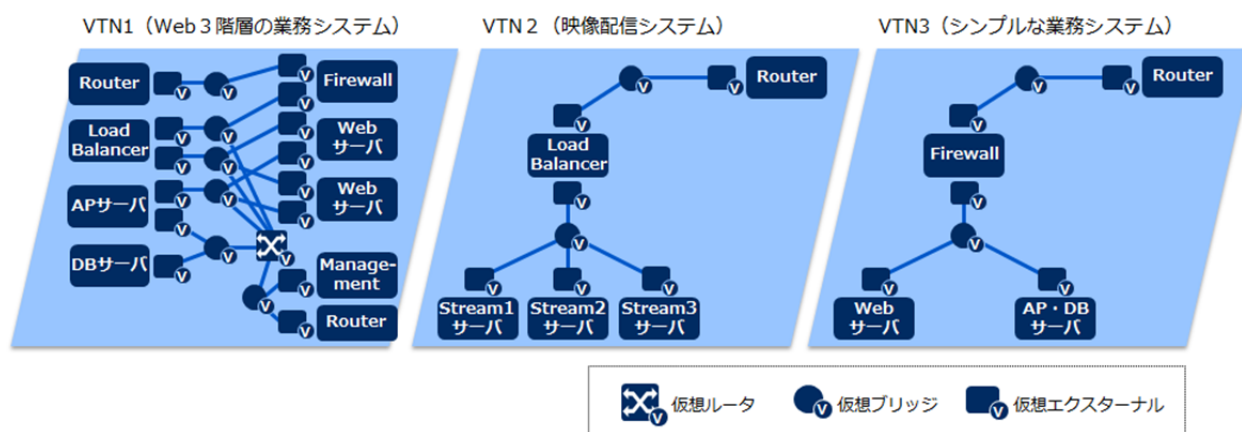 VTN1（Web３階層の業務システム）
Router
Firewall
Load
Balancer
Web
サーバ
APサーバ
Web
サーバ
DBサーバ
Manage-
ment
Router
VTN２（映像配信システム）
Router
Load
Balancer
Stream1
サーバ
Stream2
サーバ
Stream3
サーバ
VTN3（シンプルな業務システム）
Router
Firewall
Web
サーバ
AP・DB
サーバ
V 仮想ルータ
V 仮想ブリッジ
V 仮想エクスターナル